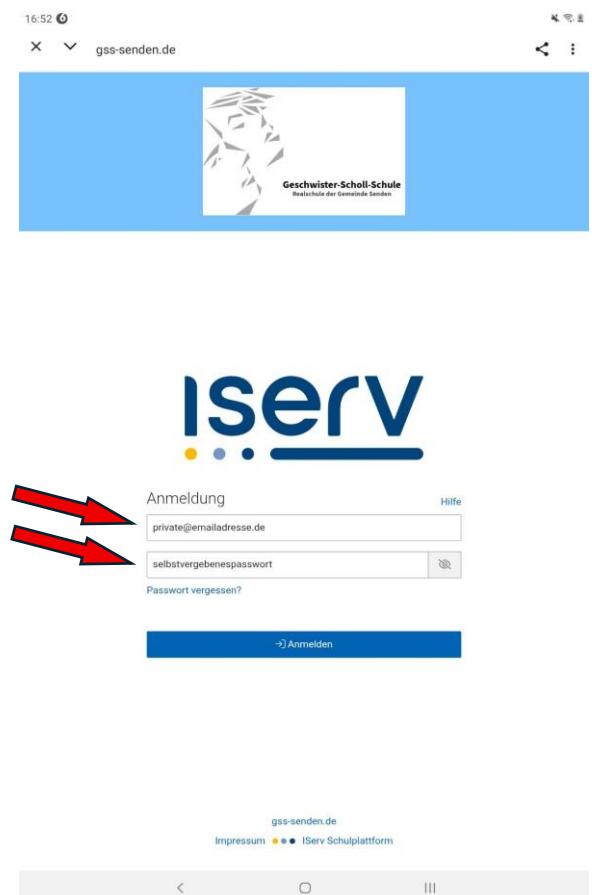 16:52
gss-senden.de
Geschwister-Scholl-Schule
Realschule der Gemeinde Senden
Iserv
Anmeldung
Hilfe
private@emailadresse.de
selbstvergebenespasswort
Passwort vergessen?
Anmelden
gss-senden.de
Impressum IServ Schulplattform